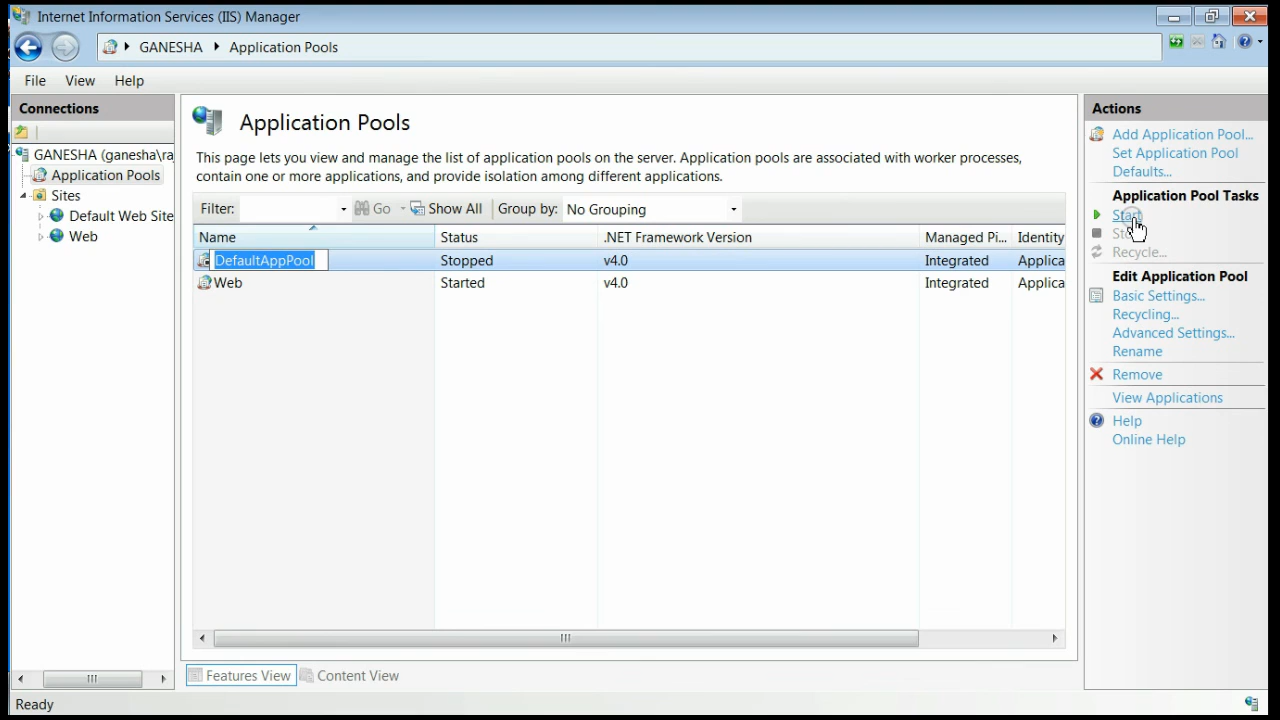 Internet Information Services (IIS) Manager
GANESHA Application Pools
File View Help
Connections
GANESHA (ganesha\ra
Application Pools
Sites
Default Web Site
Web
Application Pools
This page lets you view and manage the list of application pools on the server. Application pools are associated with worker processes,
contain one or more applications, and provide isolation among different applications.
Filter: Go Show All Group by: No Grouping
Name Status .NET Framework Version Managed Pi... Identity
DefaultAppPool Stopped v4.0 Integrated Applica
Web Started v4.0 Integrated Applica
Features View Content View
Actions
Add Application Pool...
Set Application Pool
Defaults...
Application Pool Tasks
Start
Recycle...
Edit Application Pool
Basic Settings...
Recycling...
Advanced Settings...
Rename
Remove
View Applications
Help
Online Help
Ready